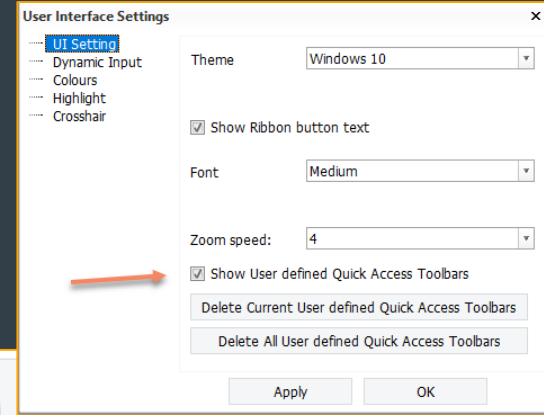 User Interface Settings
UI Setting
Dynamic Input
Colours
Highlight
Crosshair
Theme
Windows 10
Show Ribbon button text
Font
Medium
Zoom speed:
4
Show User defined Quick Access Toolbars
Delete Current User defined Quick Access Toolbars
Delete All User defined Quick Access Toolbars
Apply
OK